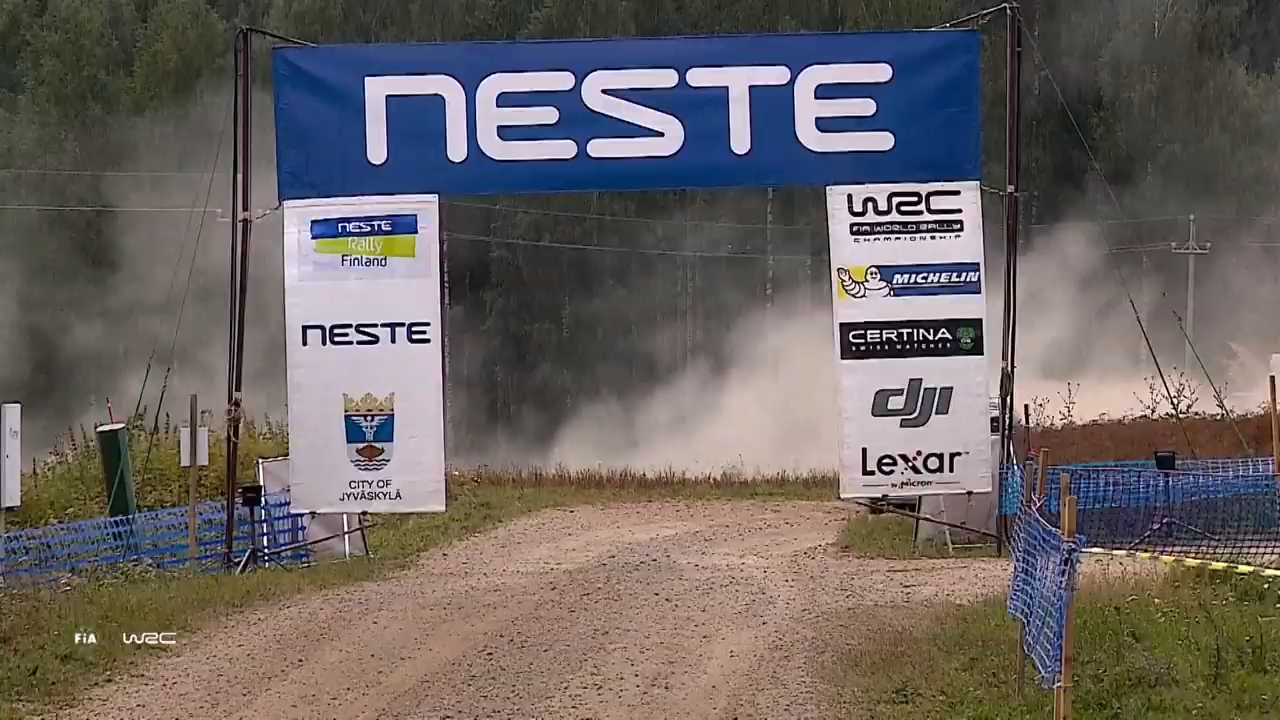 NESTE
NESTE
Rally
Finland
NESTE
CITY OF
JYVÄSKYLÄ
WRC
FIA WORLD RALLY
CHAMPIONSHIP
MICHELIN
CERTINA
SWISS WATCHES
DS
dji
Lexar
by Micron
FIA WRC